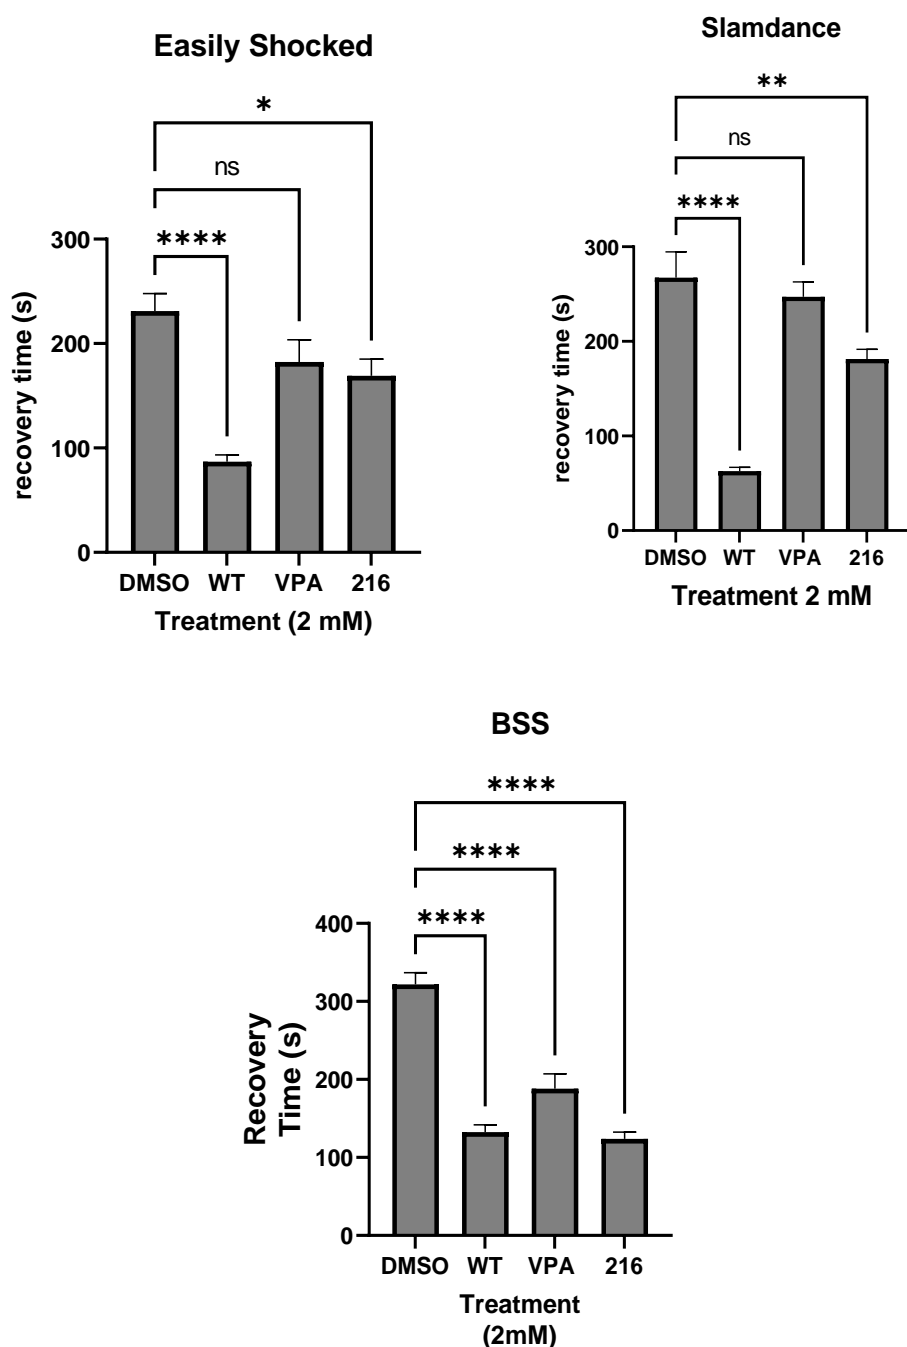 Easily Shocked
*
ns
****
300
200
100
0
recovery time (s)
DMSO WT VPA 216
Treatment (2 mM)
Slamdance
**
ns
****
300
200
100
0
recovery time (s)
DMSO WT VPA 216
Treatment 2 mM
BSS
****
****
****
400
300
200
100
0
Recovery
Time (s)
DMSO WT VPA 216
Treatment
(2mM)